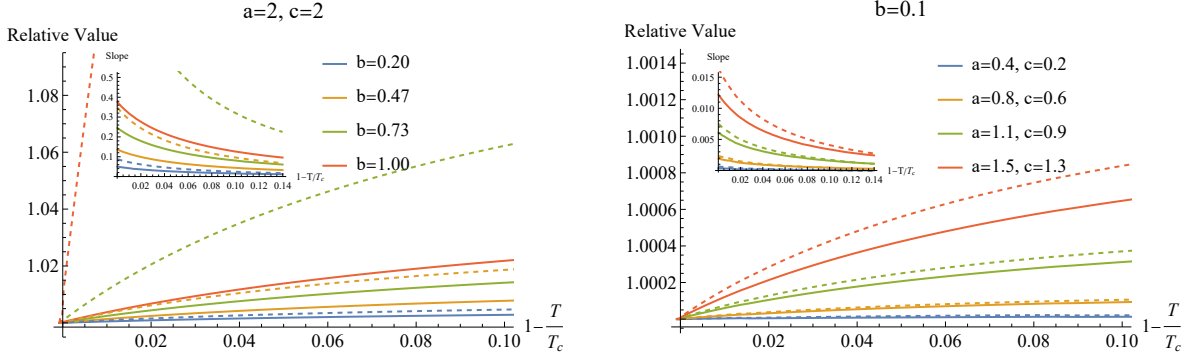 a=2, c=2
Relative Value
1.08
1.06
1.04
1.02
0.02 0.04 0.06 0.08 0.10
1−T/Tc
Slope
0.5
0.4
0.3
0.2
0.1
0.02 0.04 0.06 0.08 0.10 0.12 0.14
1−T/Tc
b=0.20
b=0.47
b=0.73
b=1.00
b=0.1
Relative Value
1.0014
1.0012
1.0010
1.0008
1.0006
1.0004
1.0002
0.02 0.04 0.06 0.08 0.10
1−T/Tc
Slope
0.015
0.010
0.005
0.02 0.04 0.06 0.08 0.10 0.12 0.14
1−T/Tc
a=0.4, c=0.2
a=0.8, c=0.6
a=1.1, c=0.9
a=1.5, c=1.3